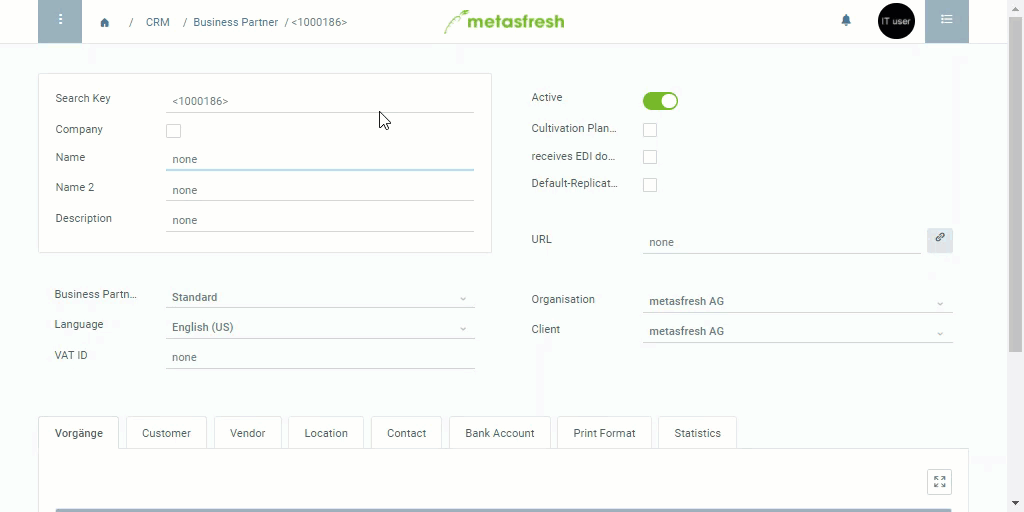 CRM / Business Partner / <1000186>
metasfresh
IT user
Search Key <1000186>
Company
Name none
Name 2 none
Description none
Active
Cultivation Plan...
receives EDI do...
Default-Replicat...
URL none
Business Partn... Standard
Language English (US)
VAT ID none
Organisation metasfresh AG
Client metasfresh AG
Vorgänge Customer Vendor Location Contact Bank Account Print Format Statistics